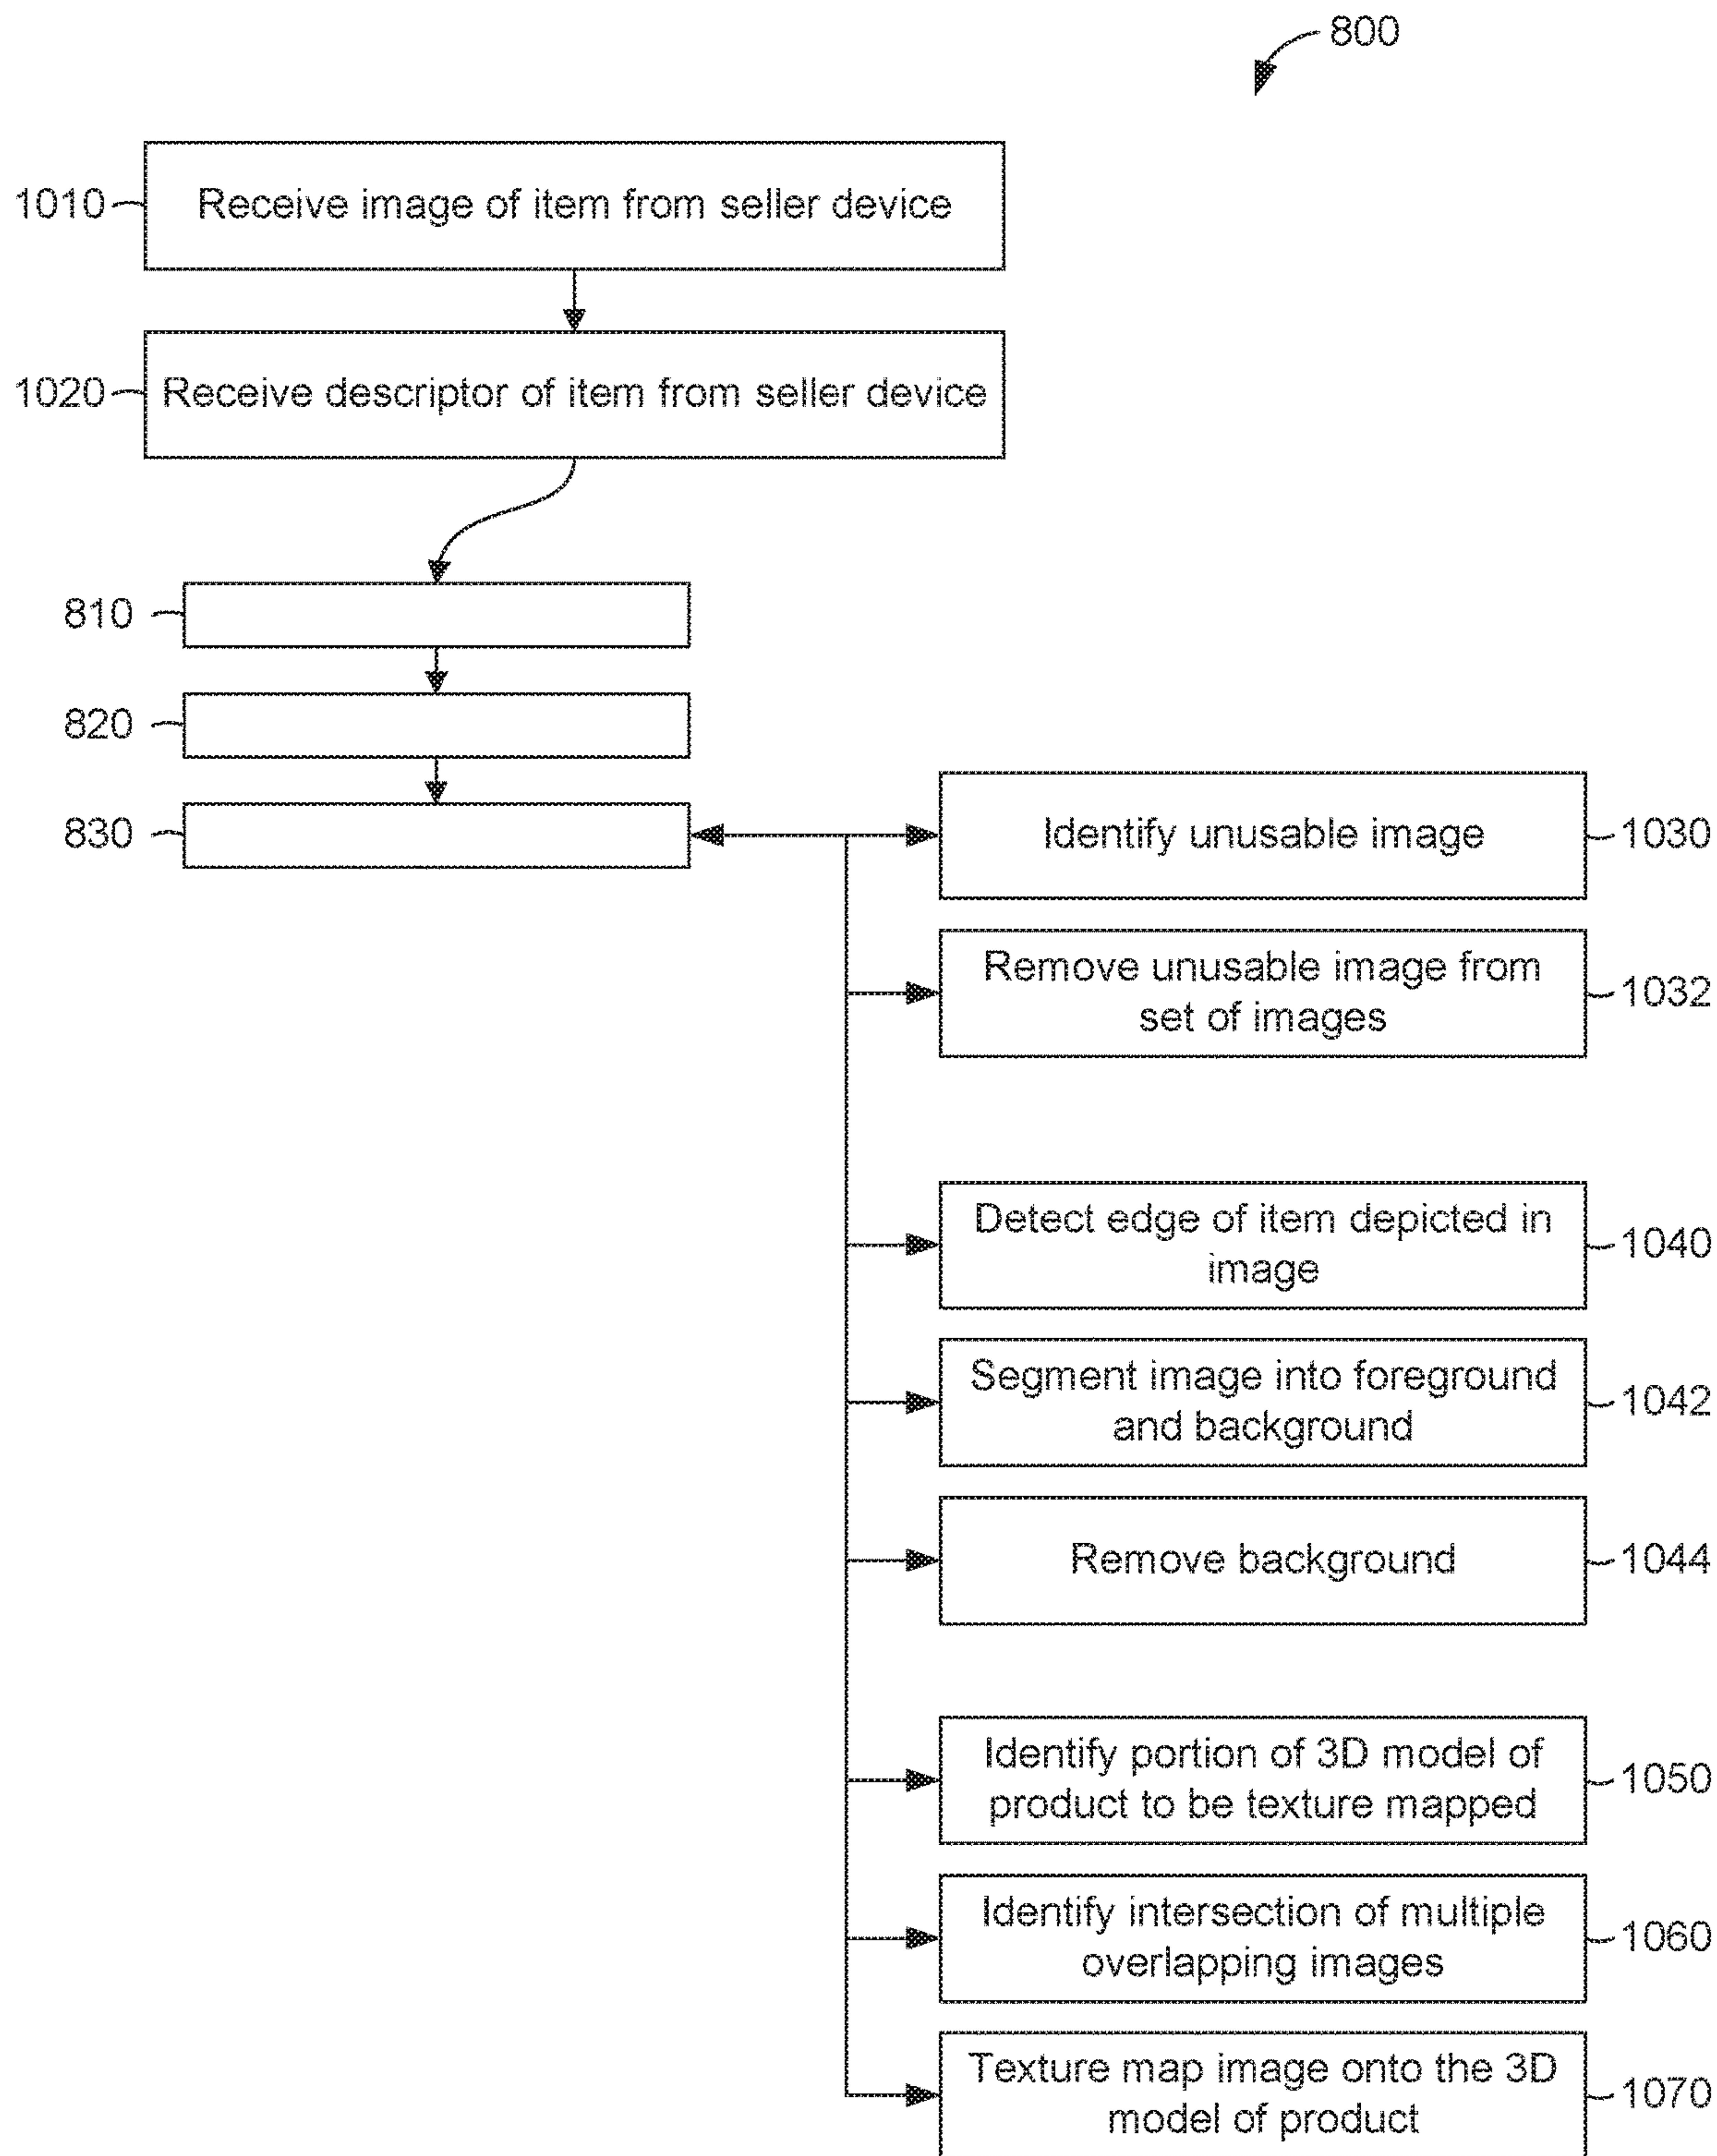 800
1010
Receive image of item from seller device
1020
Receive descriptor of item from seller device
810
820
830
Identify unusable image
1030
Remove unusable image from
set of images
1032
Detect edge of item depicted in
image
1040
Segment image into foreground
and background
1042
Remove background
1044
Identify portion of 3D model of
product to be texture mapped
1050
Identify intersection of multiple
overlapping images
1060
Texture map image onto the 3D
model of product
1070